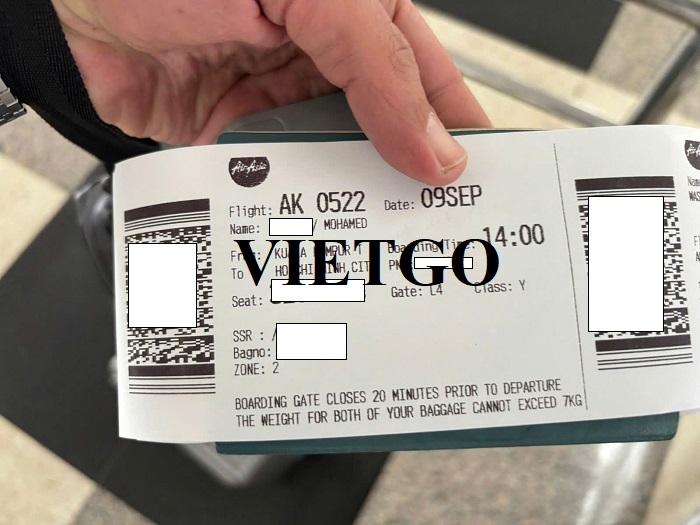 AirAsia
Flight: AK 0522 Date: 09SEP
Name: / MOHAMED
From: KUALA LUMPUR T Boarding Time: 14:00
VIETGO
To HO CHI MINH CITY PN
Seat: Gate: L4 Class: Y
SSR : /
Bagno:
ZONE: 2
BOARDING GATE CLOSES 20 MINUTES PRIOR TO DEPARTURE
THE WEIGHT FOR BOTH OF YOUR BAGGAGE CANNOT EXCEED 7KG